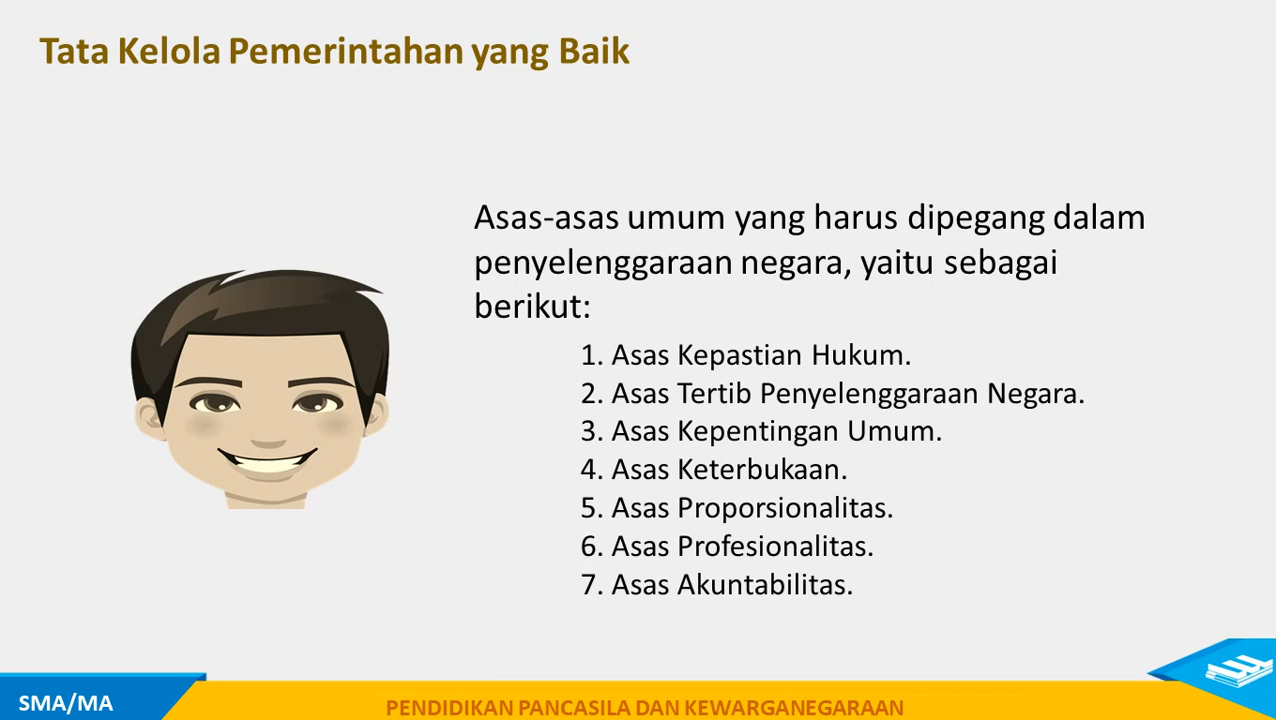 Tata Kelola Pemerintahan yang Baik
Asas-asas umum yang harus dipegang dalam
penyelenggaraan negara, yaitu sebagai
berikut:
1. Asas Kepastian Hukum.
2. Asas Tertib Penyelenggaraan Negara.
3. Asas Kepentingan Umum.
4. Asas Keterbukaan.
5. Asas Proporsionalitas.
6. Asas Profesionalitas.
7. Asas Akuntabilitas.
SMA/MA
PENDIDIKAN PANCASILA DAN KEWARGANEGARAAN